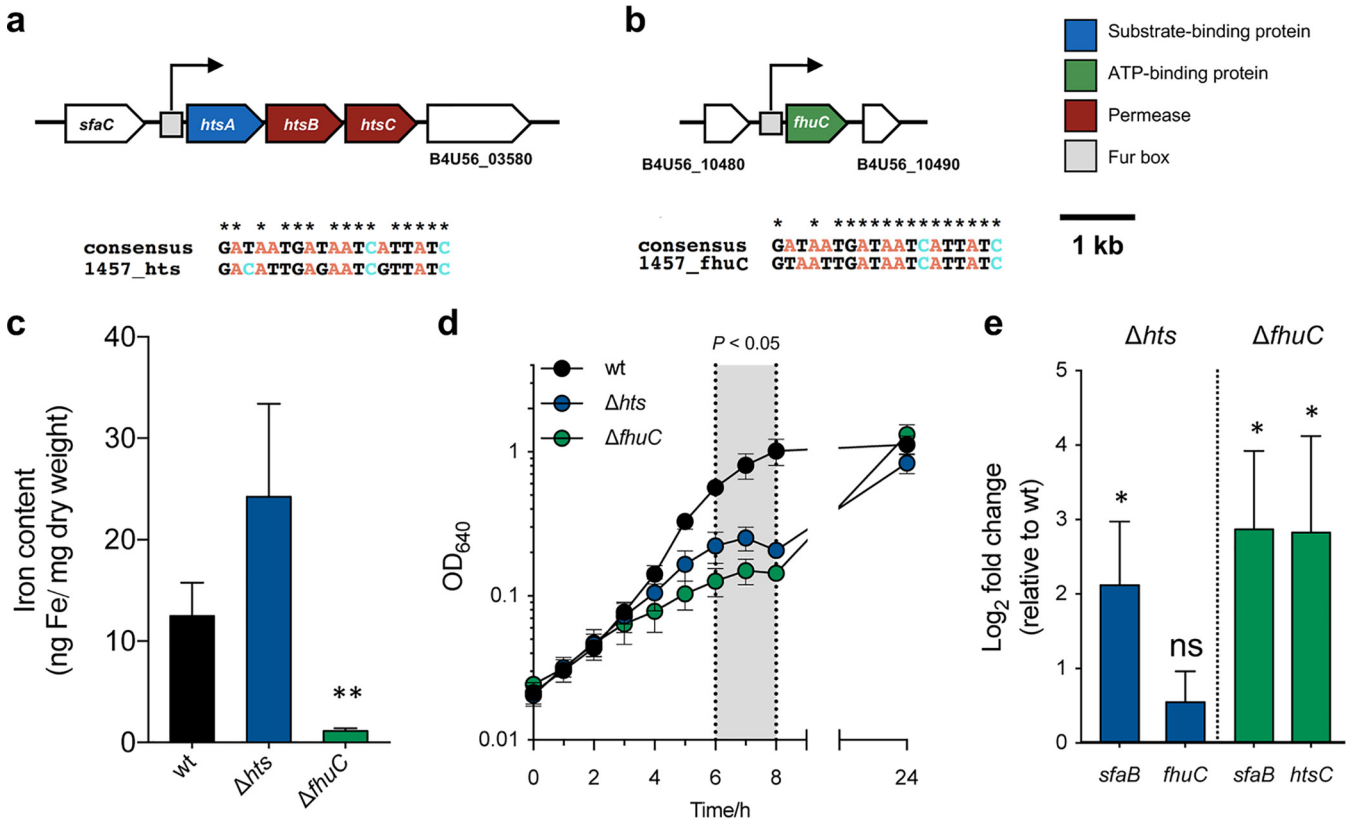 a
b
sfaC
htsA
htsB
htsC
B4U56_03580
fhuC
B4U56_10480
B4U56_10490
Substrate-binding protein
ATP-binding protein
Permease
Fur box
1 kb
** * *** **** *****
consensus GATAATGATAATCATTATC
1457_hts GACATTGAGAATCGTTATC
* * **************
consensus GATAATGATAATCATTATC
1457_fhuC GTAATTGATAATCATTATC
c
Iron content
(ng Fe/ mg dry weight)
40
30
20
10
0
**
wt
Δhts
ΔfhuC
d
P < 0.05
wt
Δhts
ΔfhuC
OD640
1
0.1
0.01
0
2
4
6
8
24
Time/h
e
Δhts
ΔfhuC
Log2 fold change
(relative to wt)
5
4
3
2
1
0
*
ns
*
*
sfaB
fhuC
sfaB
htsC